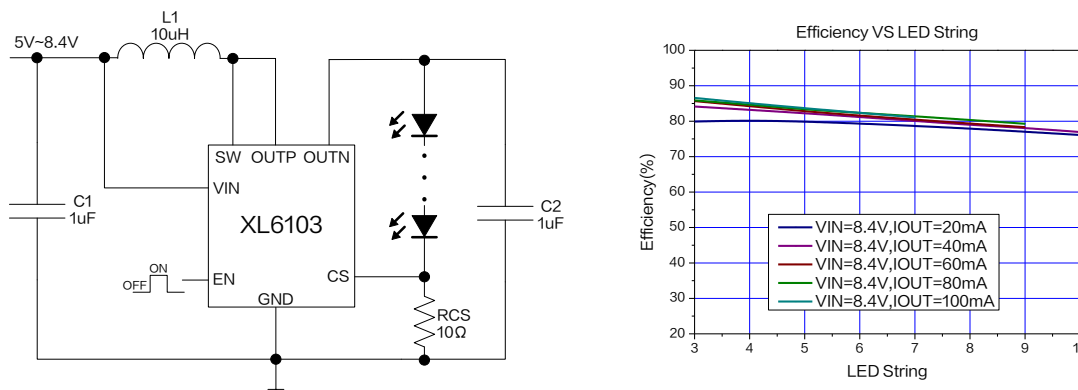 L1
10uH
5V~8.4V
SW OUTP OUTN
VIN
XL6103
C1
1uF
C2
1uF
ON
OFF
EN
CS
GND
RCS
10Ω
Efficiency VS LED String
Efficiency(%)
100
90
80
70
60
50
40
30
20
VIN=8.4V,IOUT=20mA
VIN=8.4V,IOUT=40mA
VIN=8.4V,IOUT=60mA
VIN=8.4V,IOUT=80mA
VIN=8.4V,IOUT=100mA
3 4 5 6 7 8 9
LED String